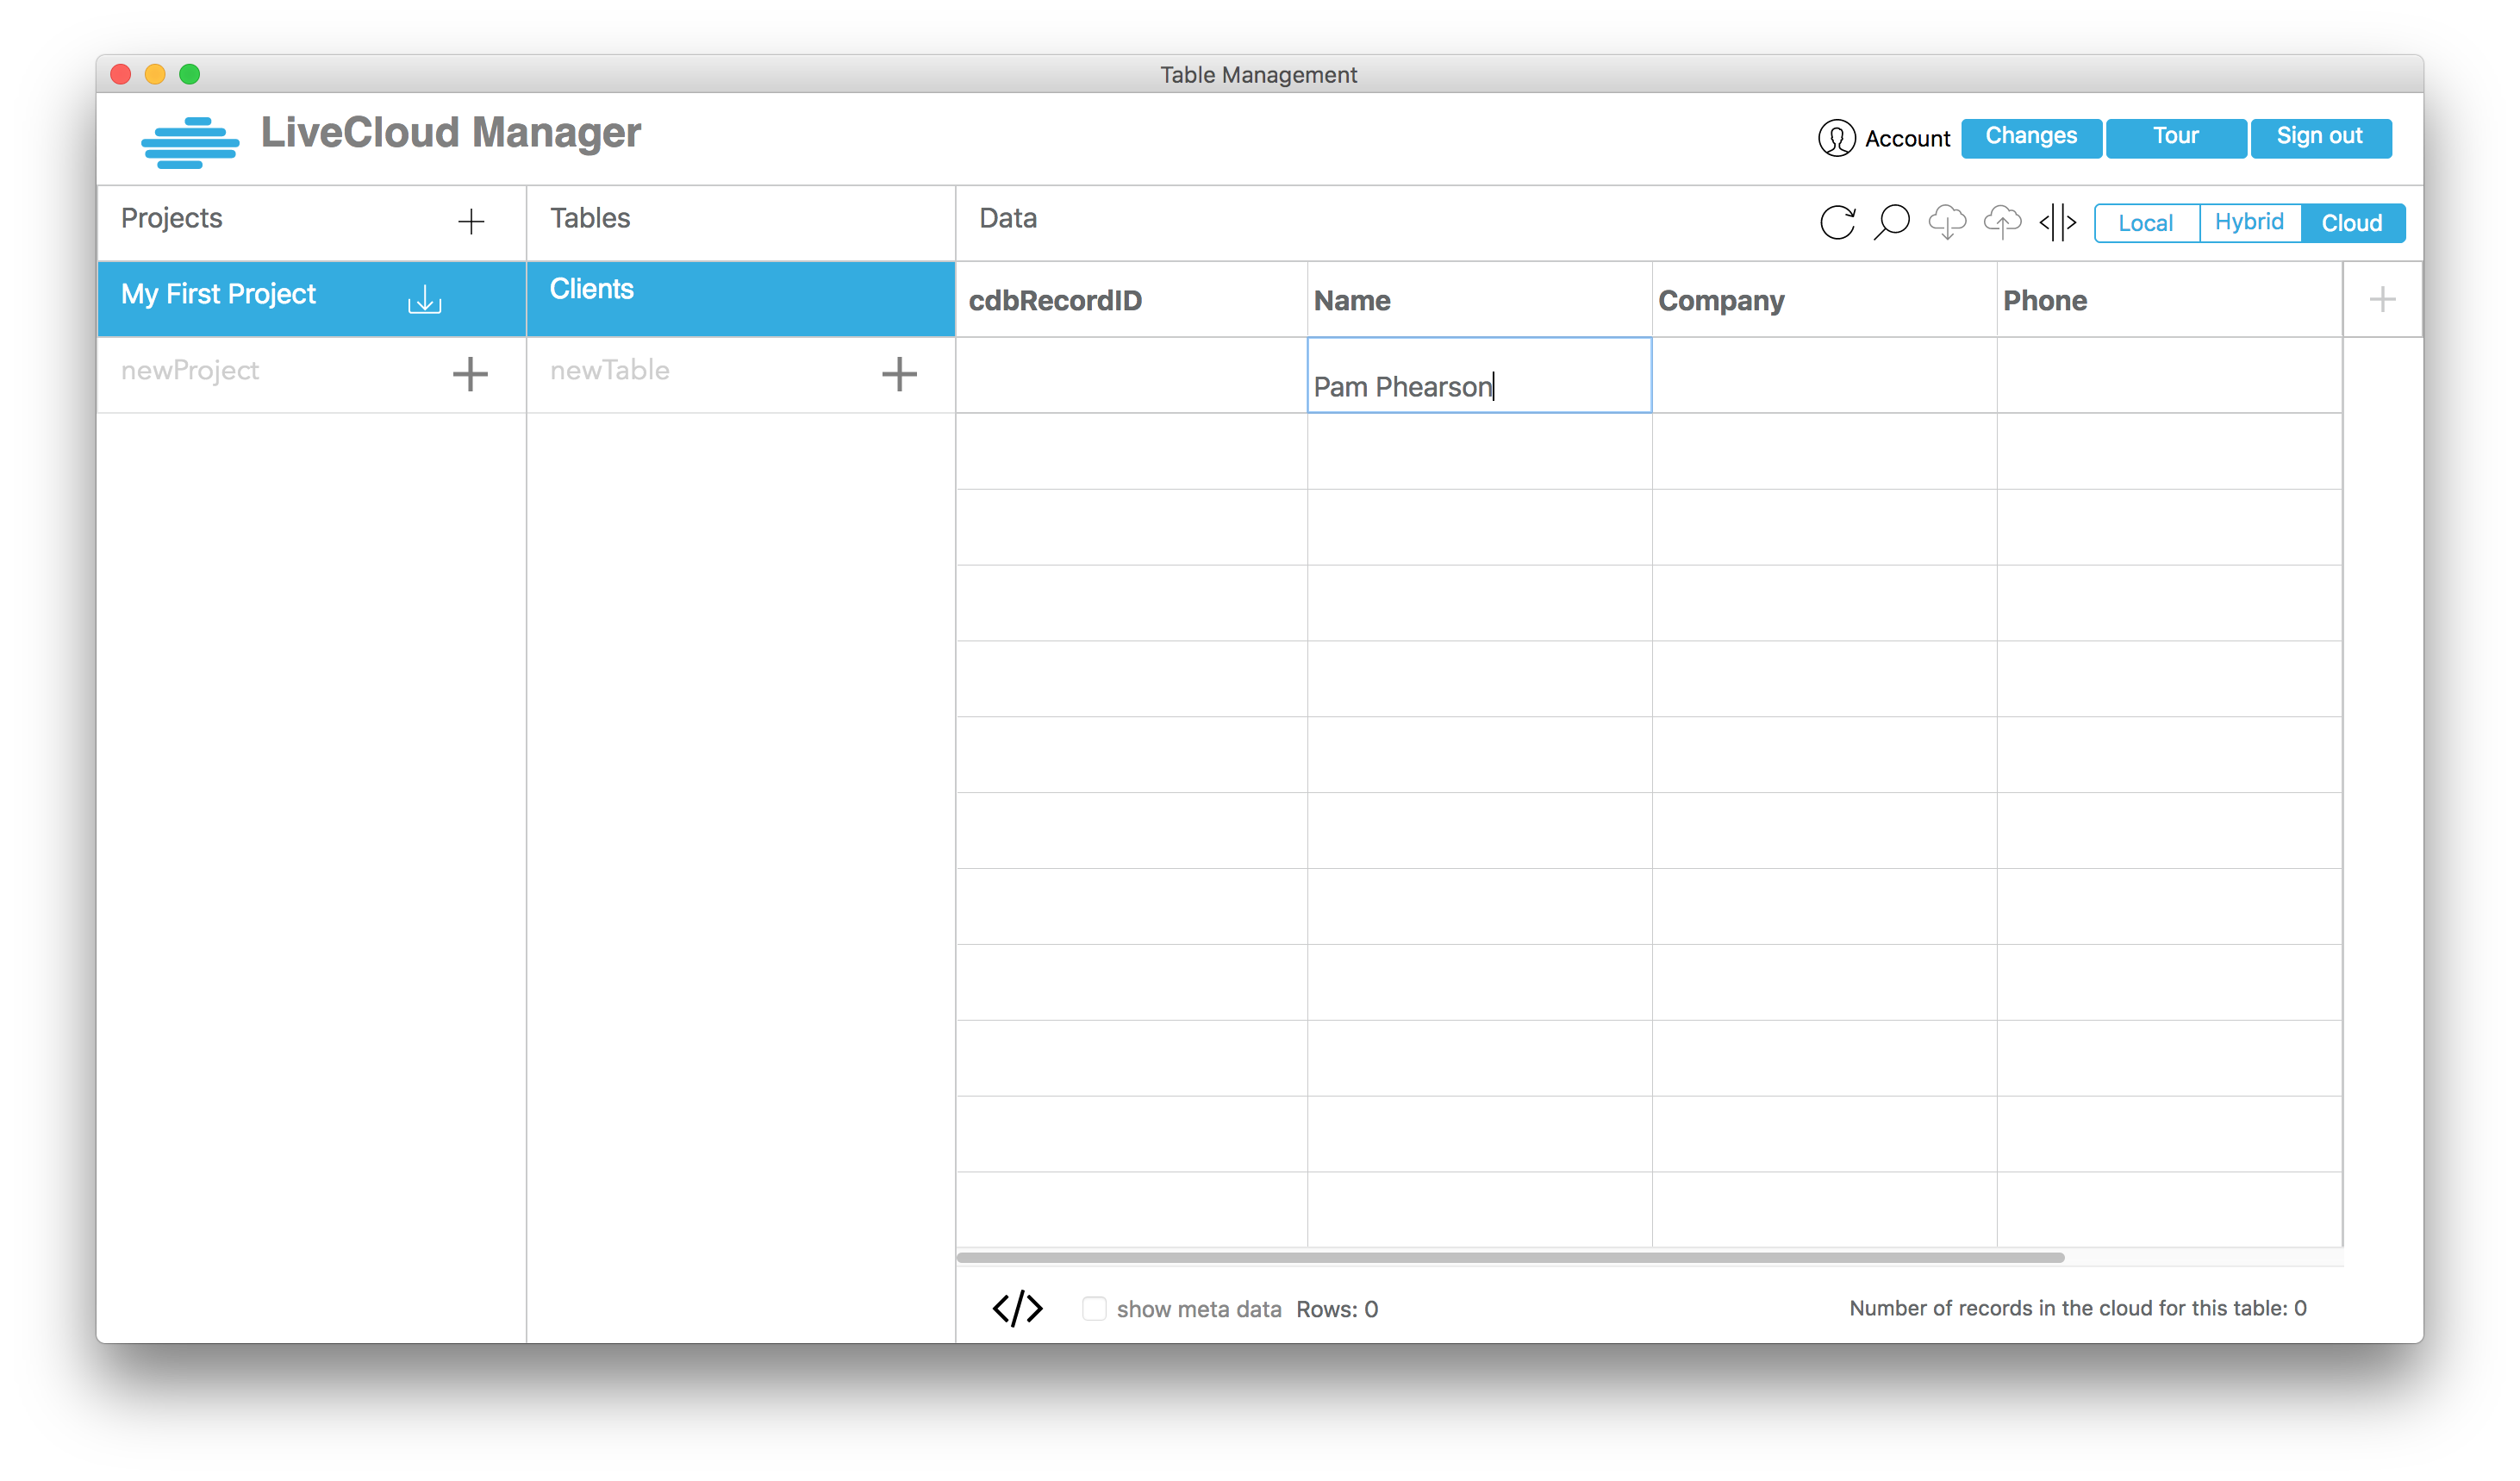 Table Management
LiveCloud Manager
Account
Changes
Tour
Sign out
Projects
Tables
Data
Local
Hybrid
Cloud
My First Project
Clients
cdbRecordID
Name
Company
Phone
newProject
newTable
Pam Phearson
</>
show meta data
Rows: 0
Number of records in the cloud for this table: 0